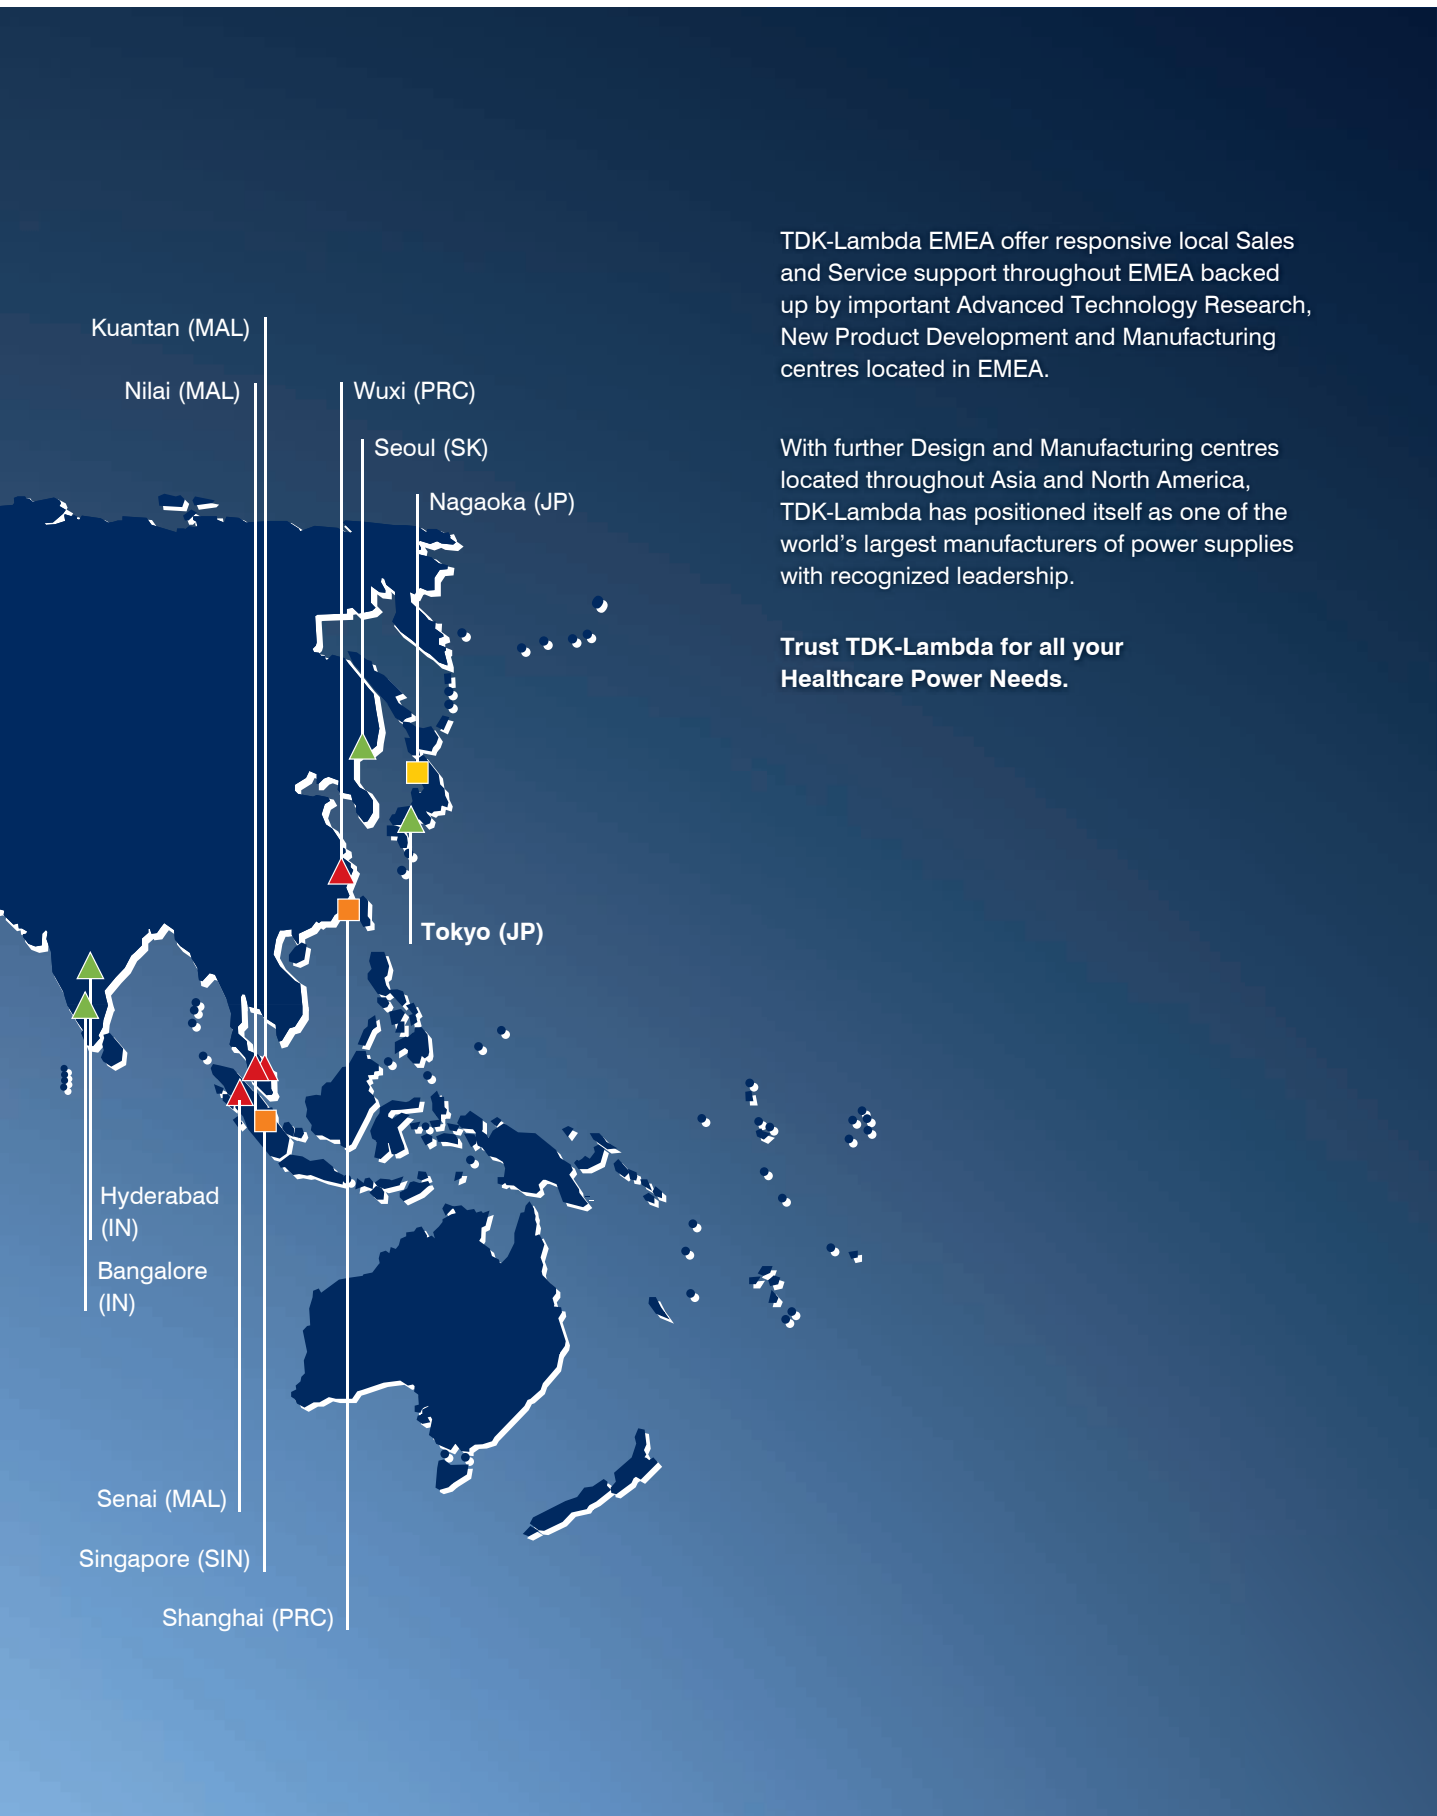 TDK-Lambda EMEA offer responsive local Sales
and Service support throughout EMEA backed
up by important Advanced Technology Research,
New Product Development and Manufacturing
centres located in EMEA.
With further Design and Manufacturing centres
located throughout Asia and North America,
TDK-Lambda has positioned itself as one of the
world’s largest manufacturers of power supplies
with recognized leadership.
Trust TDK-Lambda for all your
Healthcare Power Needs.
Kuantan (MAL)
Nilai (MAL)
Wuxi (PRC)
Seoul (SK)
Nagaoka (JP)
Tokyo (JP)
Hyderabad
(IN)
Bangalore
(IN)
Senai (MAL)
Singapore (SIN)
Shanghai (PRC)